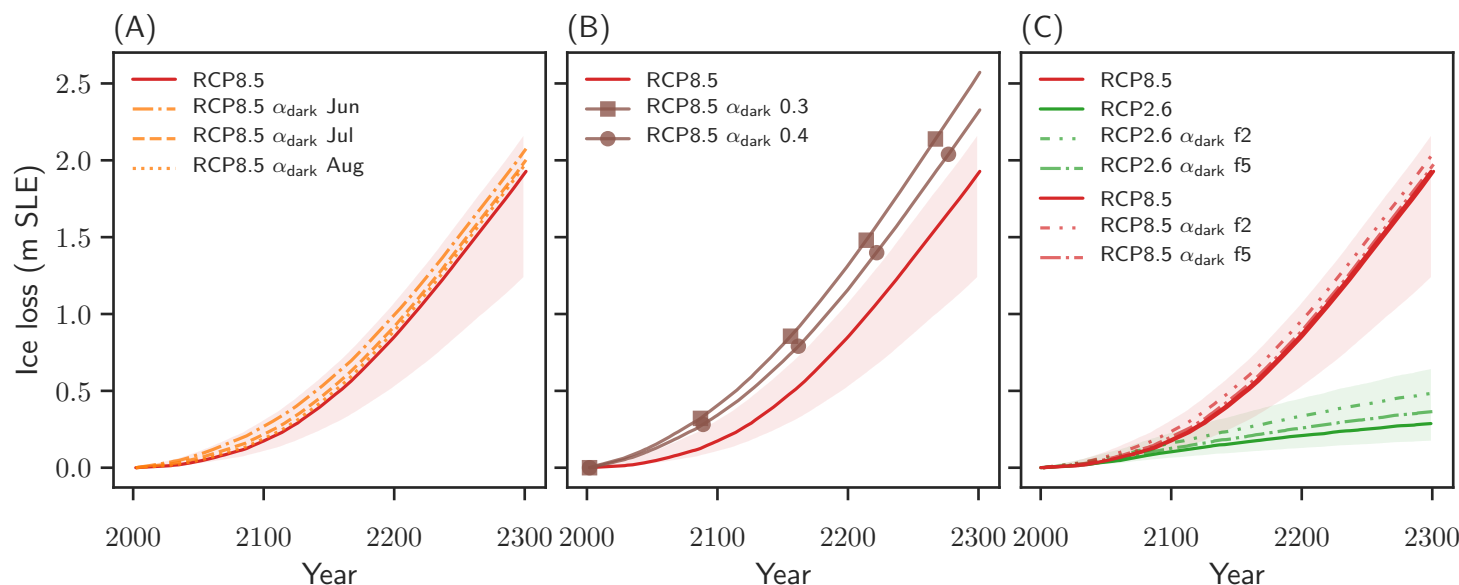 (A)
(B)
(C)
RCP8.5
RCP8.5 αdark Jun
RCP8.5 αdark Jul
RCP8.5 αdark Aug
RCP8.5
RCP8.5 αdark 0.3
RCP8.5 αdark 0.4
RCP8.5
RCP2.6
RCP2.6 αdark f2
RCP2.6 αdark f5
RCP8.5
RCP8.5 αdark f2
RCP8.5 αdark f5
Ice loss (m SLE)
2.5
2.0
1.5
1.0
0.5
0.0
2000
2100
2200
2300
2000
2100
2200
2300
2000
2100
2200
2300
Year
Year
Year